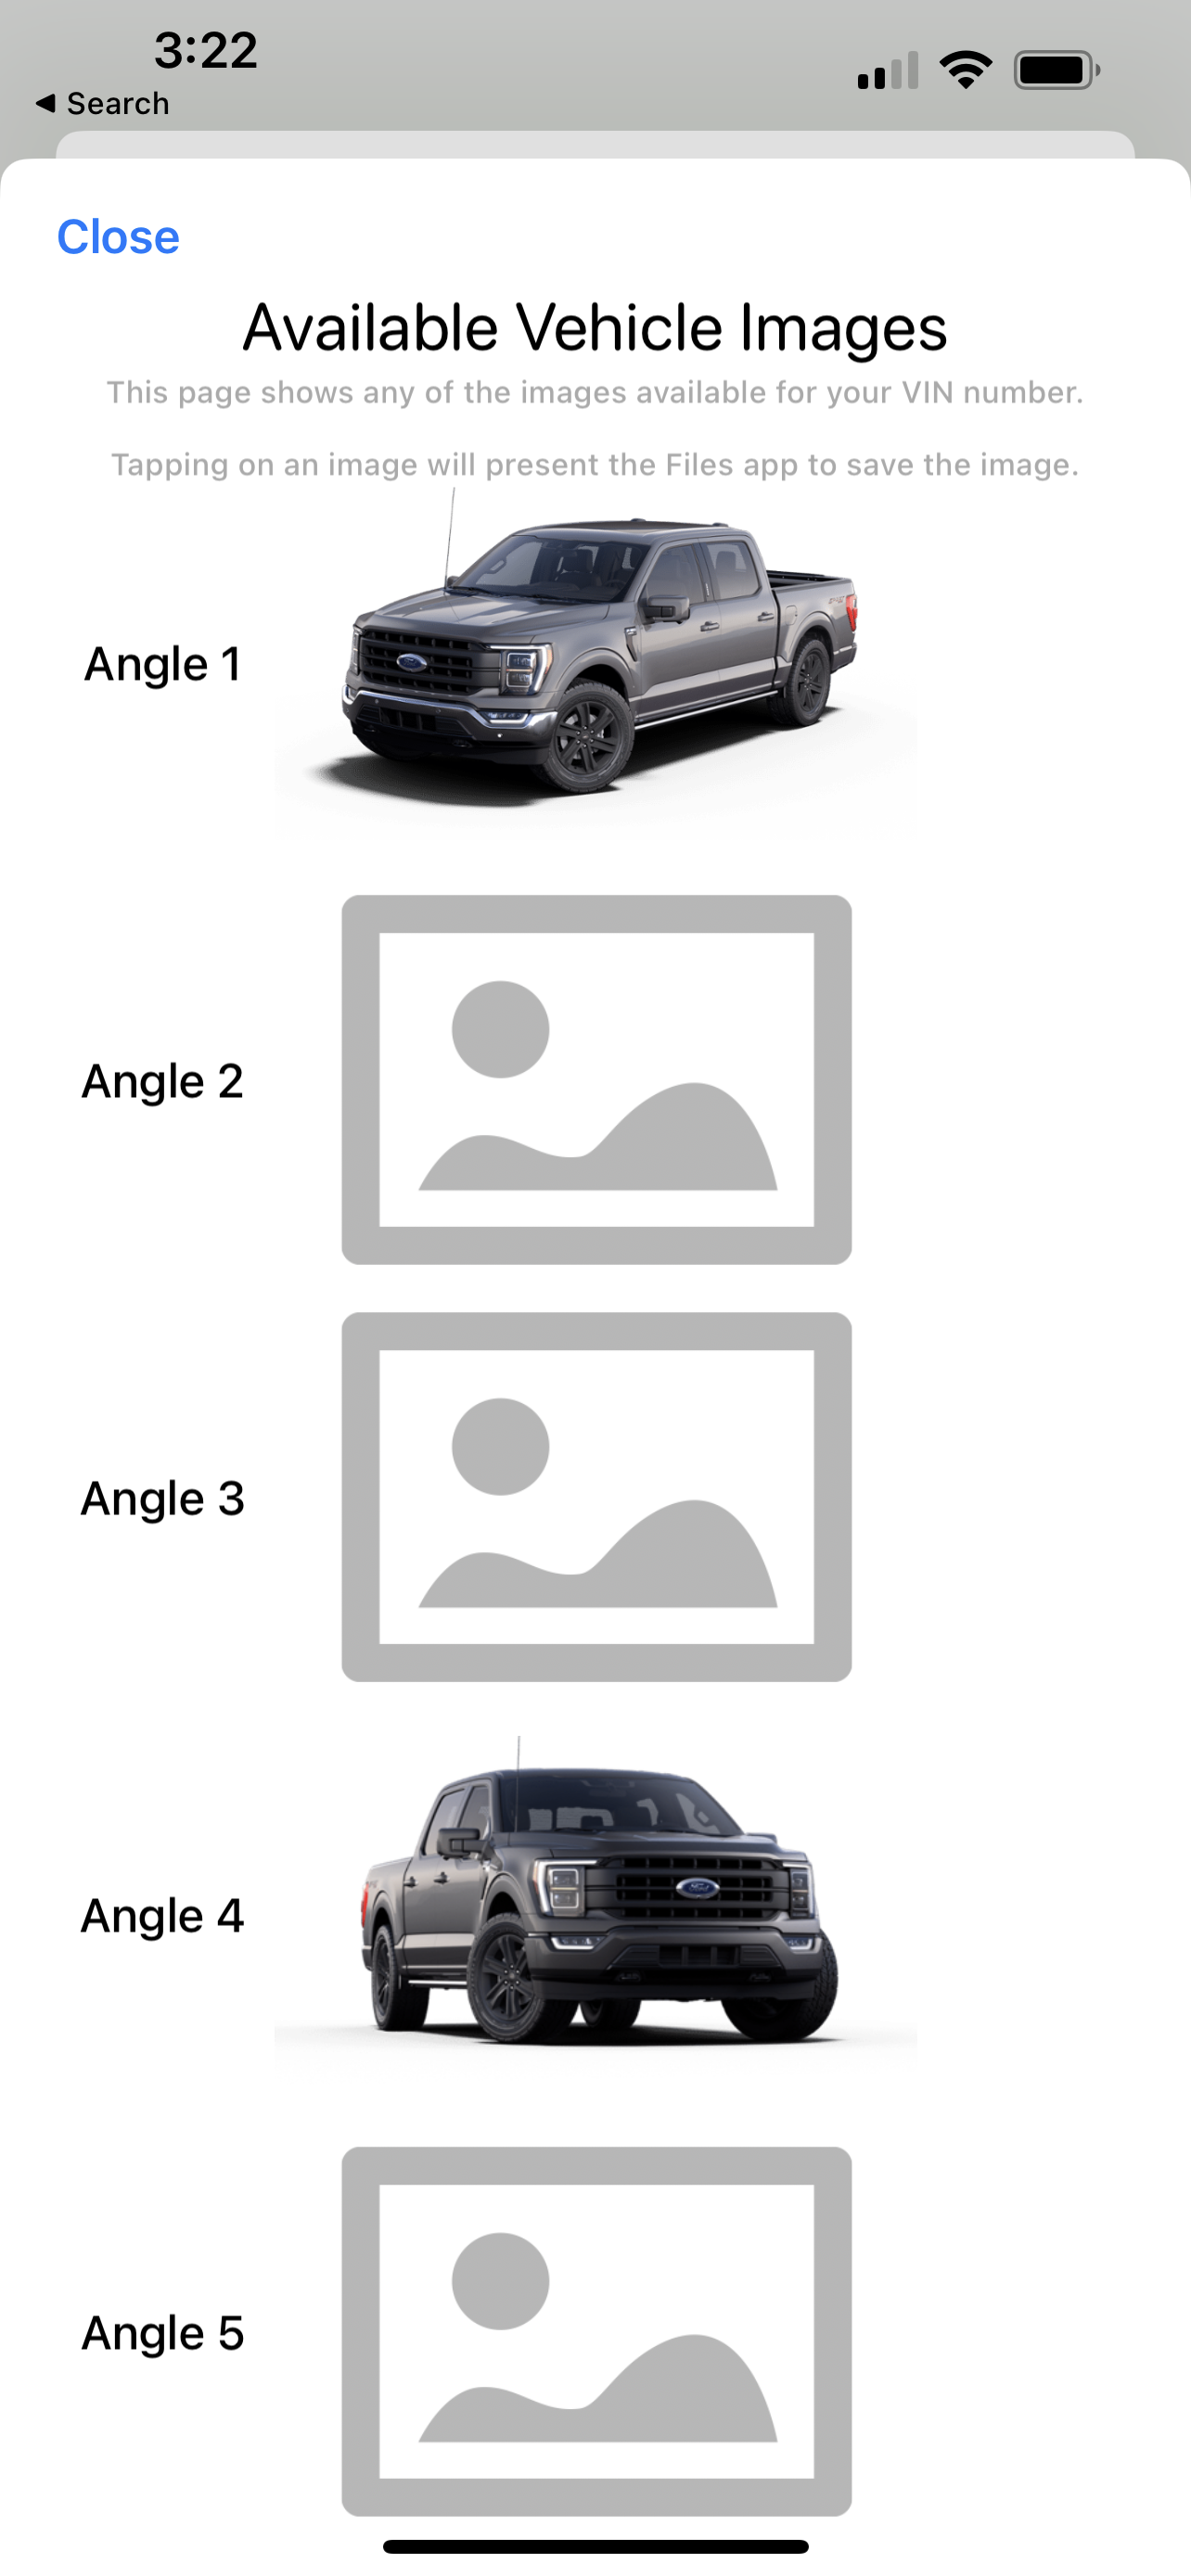 3:22
Search
Close
Available Vehicle Images
This page shows any of the images available for your VIN number.
Tapping on an image will present the Files app to save the image.
Angle 1
Angle 2
Angle 3
Angle 4
Angle 5